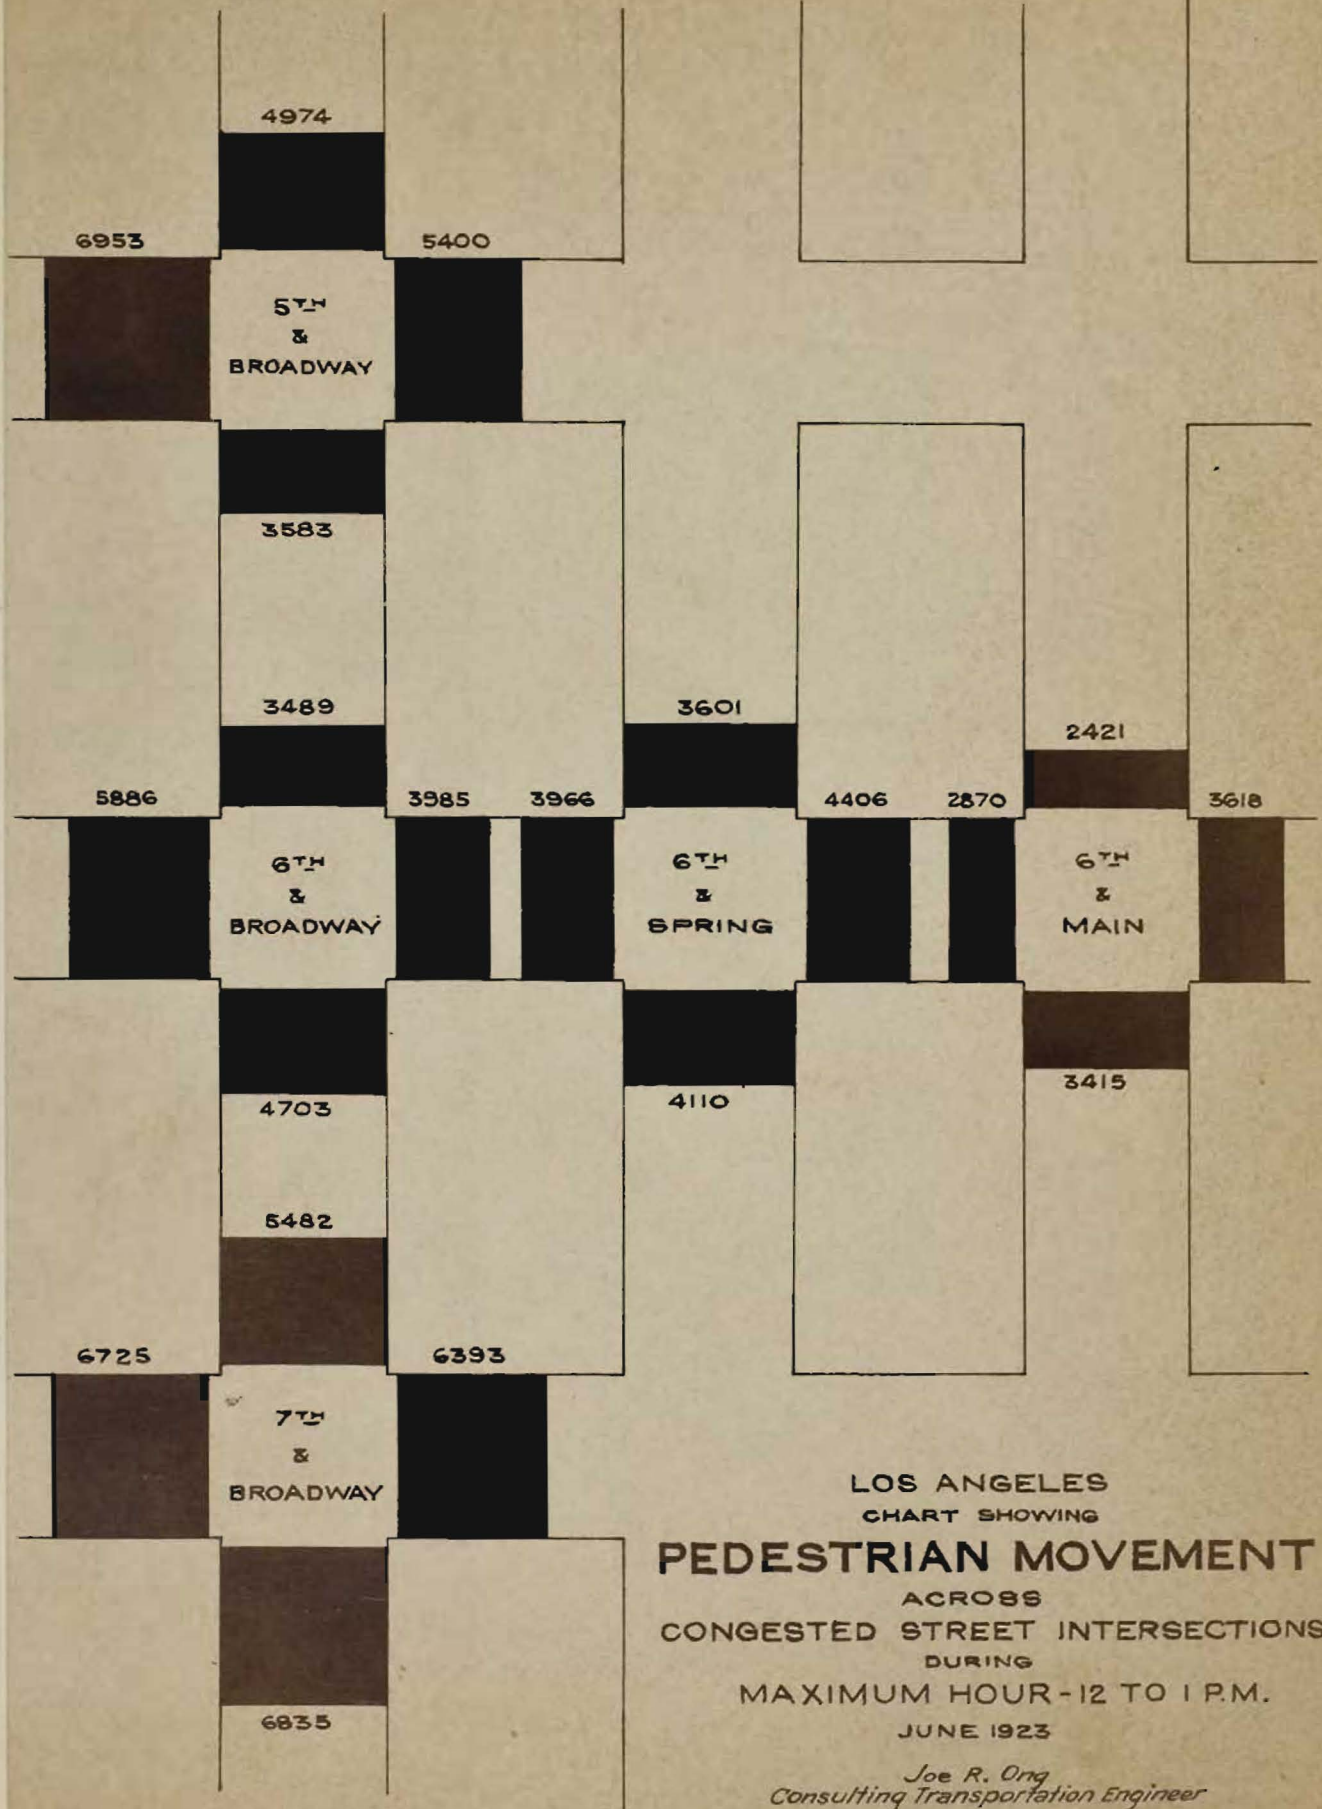 4974
6953
5400
5TH
&
BROADWAY
3583
3489
3601
2421
5886
3985
3966
4406
2870
3618
6TH
&
BROADWAY
6TH
&
SPRING
6TH
&
MAIN
4703
4110
3415
5482
6725
6393
7TH
&
BROADWAY
6835
LOS ANGELES
CHART SHOWING
PEDESTRIAN MOVEMENT
ACROSS
CONGESTED STREET INTERSECTIONS
DURING
MAXIMUM HOUR-12 TO 1 P.M.
JUNE 1923
Joe R. Ong
Consulting Transportation Engineer